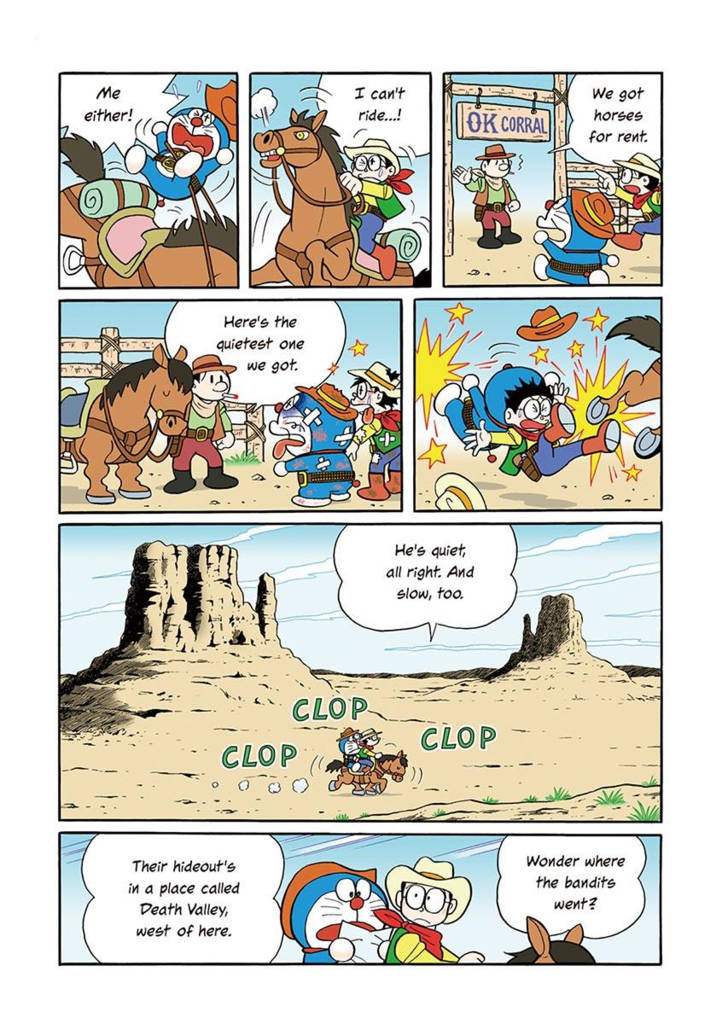 OK CORRAL
We got
horses
for rent.
I can't
ride...!
Me
either!
Here's the
quietest one
we got.
He's quiet,
all right. And
slow, too.
CLOP
CLOP
CLOP
Wonder where
the bandits
went?
Their hideout's
in a place called
Death Valley,
west of here.